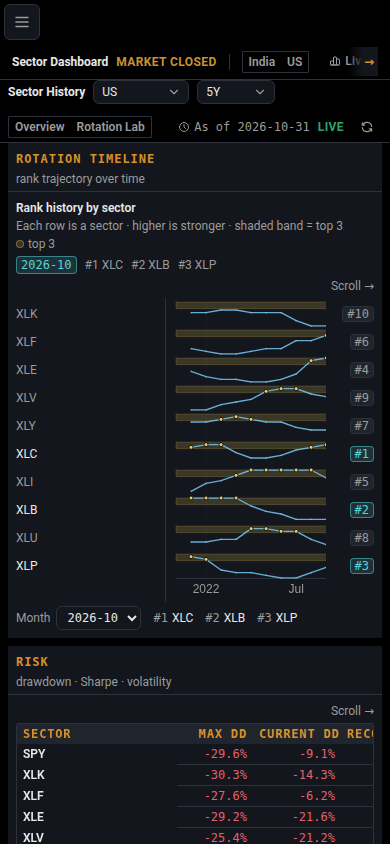 Sector Dashboard MARKET CLOSED India US Liv →
Sector History US 5Y
Overview Rotation Lab As of 2026-10-31 LIVE
ROTATION TIMELINE
rank trajectory over time
Rank history by sector
Each row is a sector · higher is stronger · shaded band = top 3
top 3
2026-10 #1 XLC #2 XLB #3 XLP
Scroll →
XLK #10
XLF #6
XLE #4
XLV #9
XLY #7
XLC #1
XLI #5
XLB #2
XLU #8
XLP #3
2022 Jul
Month 2026-10 #1 XLC #2 XLB #3 XLP
RISK
drawdown · Sharpe · volatility
Scroll →
SECTOR MAX DD CURRENT DD REC
SPY -29.6% -9.1%
XLK -30.3% -14.3%
XLF -27.6% -6.2%
XLE -29.2% -21.6%
XLV -25.4% -21.2%